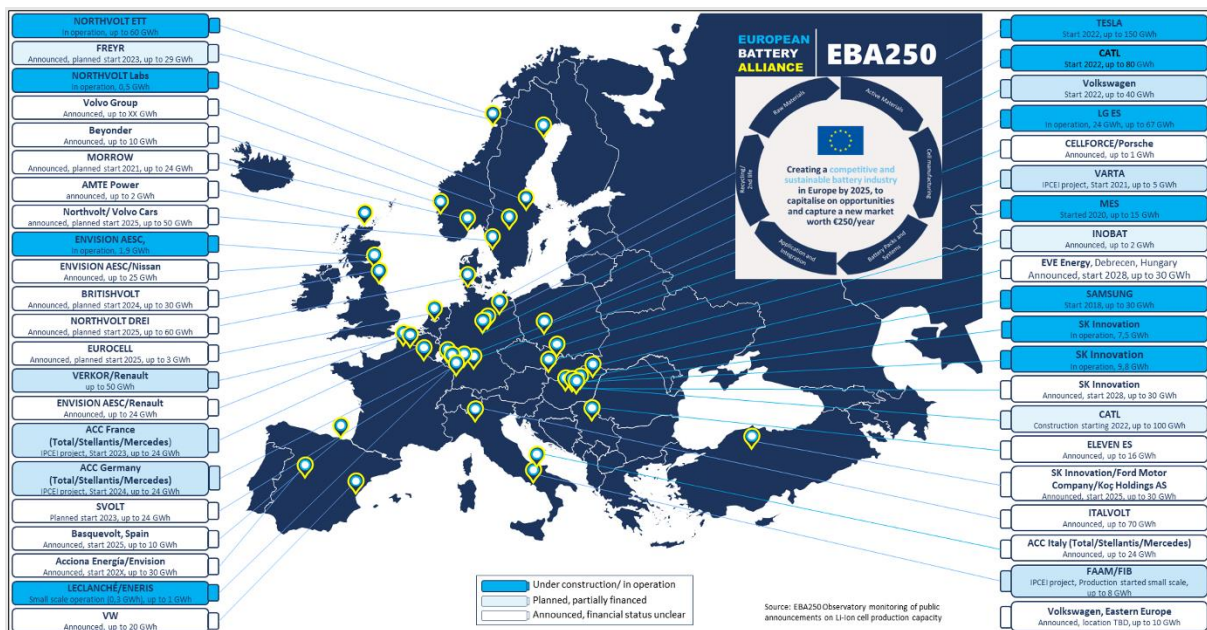 NORTHVOLT ETT
In operation, up to 60 GWh
FREYR
Announced, planned start 2023, up to 29 GWh
NORTHVOLT Labs
In operation, 0,5 GWh
Volvo Group
Announced, up to XX GWh
Beyonder
Announced, up to 10 GWh
MORROW
Announced, planned start 2021, up to 24 GWh
AMTE Power
announced, up to 2 GWh
Northvolt/ Volvo Cars
announced, planned start 2025, up to 50 GWh
ENVISION AESC,
In operation, 1,9 GWh
ENVISION AESC/Nissan
Announced, up to 25 GWh
BRITISHVOLT
Announced, planned start 2024, up to 30 GWh
NORTHVOLT DREI
Announced, planned start 2025, up to 60 GWh
EUROCELL
Announced, planned start 2025, up to 3 GWh
VERKOR/Renault
up to 50 GWh
ENVISION AESC/Renault
Announced, up to 24 GWh
ACC France
(Total/Stellantis/Mercedes)
IPCEI project, Start 2023, up to 24 GWh
ACC Germany
(Total/Stellantis/Mercedes)
IPCEI project, Start 2024, up to 24 GWh
SVOLT
Planned start 2023, up to 24 GWh
Basquevolt, Spain
Announced, start 2025, up to 10 GWh
Acciona Energía/Envision
Announced, start 202X, up to 30 GWh
LECLANCHÉ/ENERIS
Small scale operation (0,3 GWh), up to 1 GWh
VW
Announced, up to 20 GWh
EUROPEAN
BATTERY
ALLIANCE
EBA250
Raw Materials
Active Materials
Cell manufacturing
Battery Packs and
Systems
Application and
Integration
Recycling/
2nd life
Creating a competitive and
sustainable battery industry
in Europe by 2025, to
capitalise on opportunities
and capture a new market
worth €250/year
TESLA
Start 2022, up to 150 GWh
CATL
Start 2022, up to 80 GWh
Volkswagen
Start 2022, up to 40 GWh
LG ES
In operation, 24 GWh, up to 67 GWh
CELLFORCE/Porsche
Announced, up to 1 GWh
VARTA
IPCEI project, Start 2021, up to 5 GWh
MES
Started 2020, up to 15 GWh
INOBAT
Announced, up to 2 GWh
EVE Energy, Debrecen, Hungary
Announced, start 2028, up to 30 GWh
SAMSUNG
Start 2018, up to 30 GWh
SK Innovation
In operation, 7,5 GWh
SK Innovation
In operation, 9,8 GWh
SK Innovation
Announced, start 2028, up to 30 GWh
CATL
Construction starting 2022, up to 100 GWh
ELEVEN ES
Announced, up to 16 GWh
SK Innovation/Ford Motor
Company/Koç Holdings AS
Announced, start 2025, up to 30 GWh
ITALVOLT
Announced, up to 70 GWh
ACC Italy (Total/Stellantis/Mercedes)
Announced, up to 24 GWh
FAAM/FIB
IPCEI project, Production started small scale,
up to 8 GWh
Volkswagen, Eastern Europe
Announced, location TBD, up to 10 GWh
Under construction/ in operation
Planned, partially financed
Announced, financial status unclear
Source: EBA250 Observatory monitoring of public
announcements on Li-Ion cell production capacity